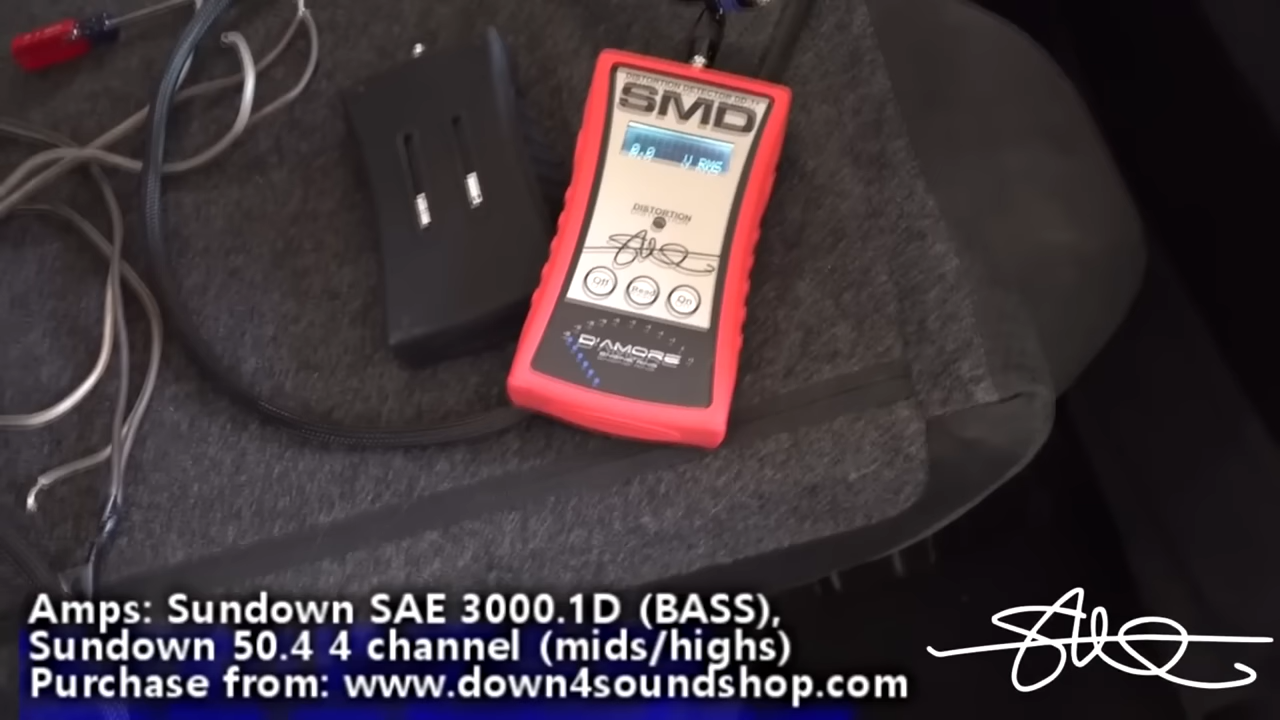 DISTORTION DETECTOR DD-1+
SMD
0.0 V RMS
DISTORTION
Off Read On
D'AMORE
ENGINEERING
Amps: Sundown SAE 3000.1D (BASS),
Sundown 50.4 4 channel (mids/highs)
Purchase from: www.down4soundshop.com